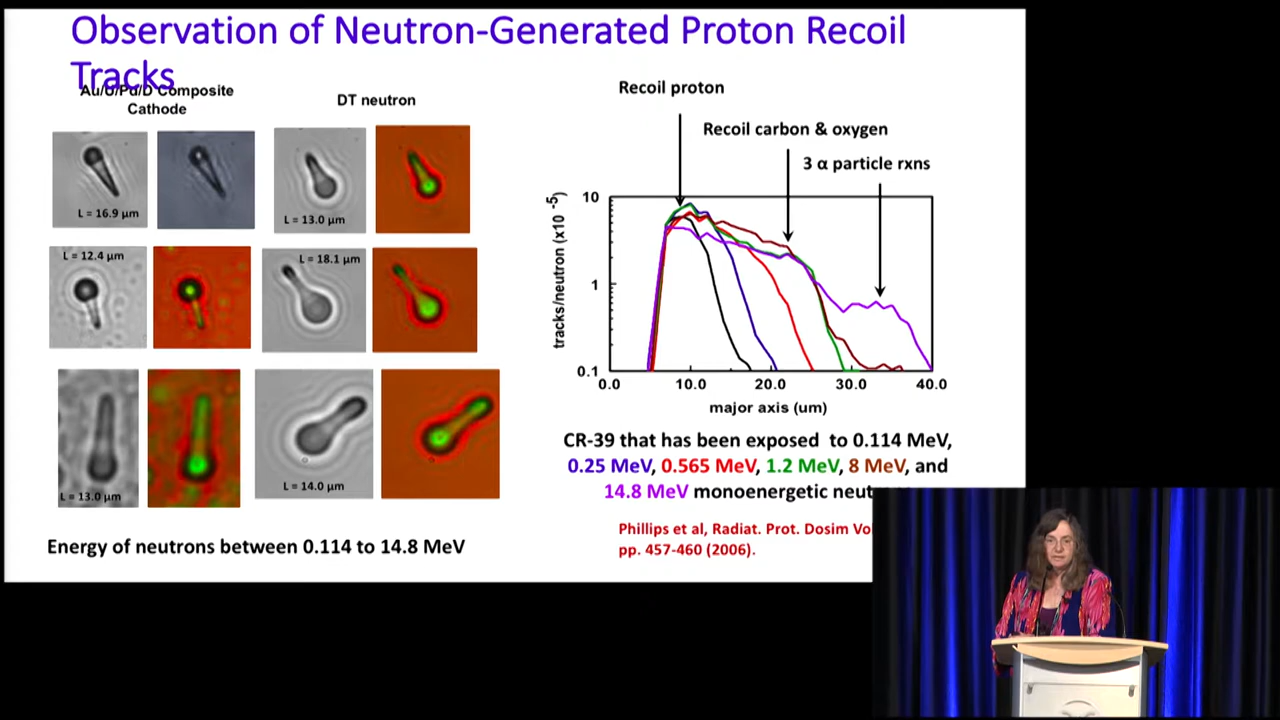 Observation of Neutron-Generated Proton Recoil
Tracks
Au/U/Pd/D Composite
Cathode
DT neutron
L = 16.9 μm
L = 13.0 μm
L = 12.4 μm
L = 18.1 μm
L = 13.0 μm
L = 14.0 μm
Energy of neutrons between 0.114 to 14.8 MeV
Recoil proton
Recoil carbon & oxygen
3 α particle rxns
tracks/neutron (x10 -5)
10
1
0.1
0.0 10.0 20.0 30.0 40.0
major axis (um)
CR-39 that has been exposed to 0.114 MeV,
0.25 MeV, 0.565 MeV, 1.2 MeV, 8 MeV, and
14.8 MeV monoenergetic
Phillips et al, Radiat. Prot. Dosim
pp. 457-460 (2006).